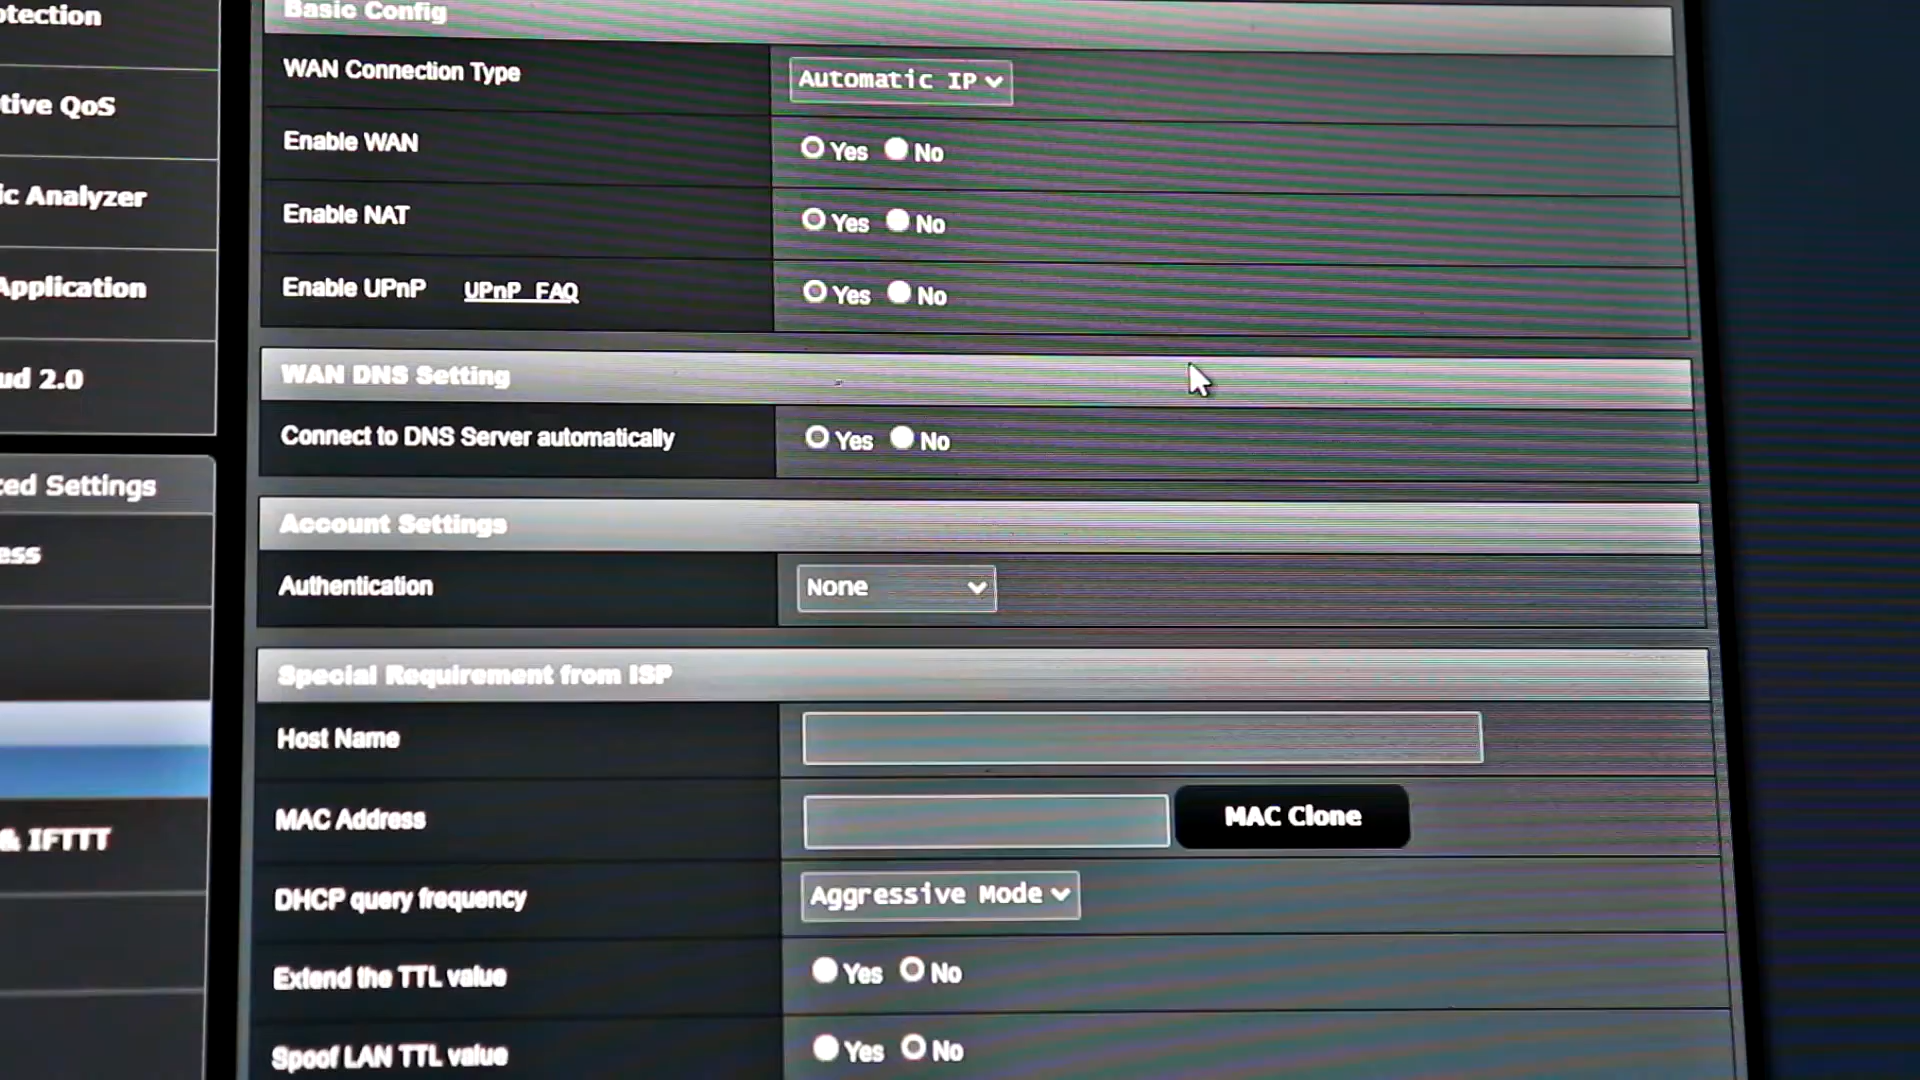 otection
tive QoS
ic Analyzer
Application
ud 2.0
ced Settings
ess
& IFTTT
Basic Config
WAN Connection Type Automatic IP
Enable WAN Yes No
Enable NAT Yes No
Enable UPnP UPnP FAQ Yes No
WAN DNS Setting
Connect to DNS Server automatically Yes No
Account Settings
Authentication None
Special Requirement from ISP
Host Name
MAC Address MAC Clone
DHCP query frequency Aggressive Mode
Extend the TTL value Yes No
Spoof LAN TTL value Yes No